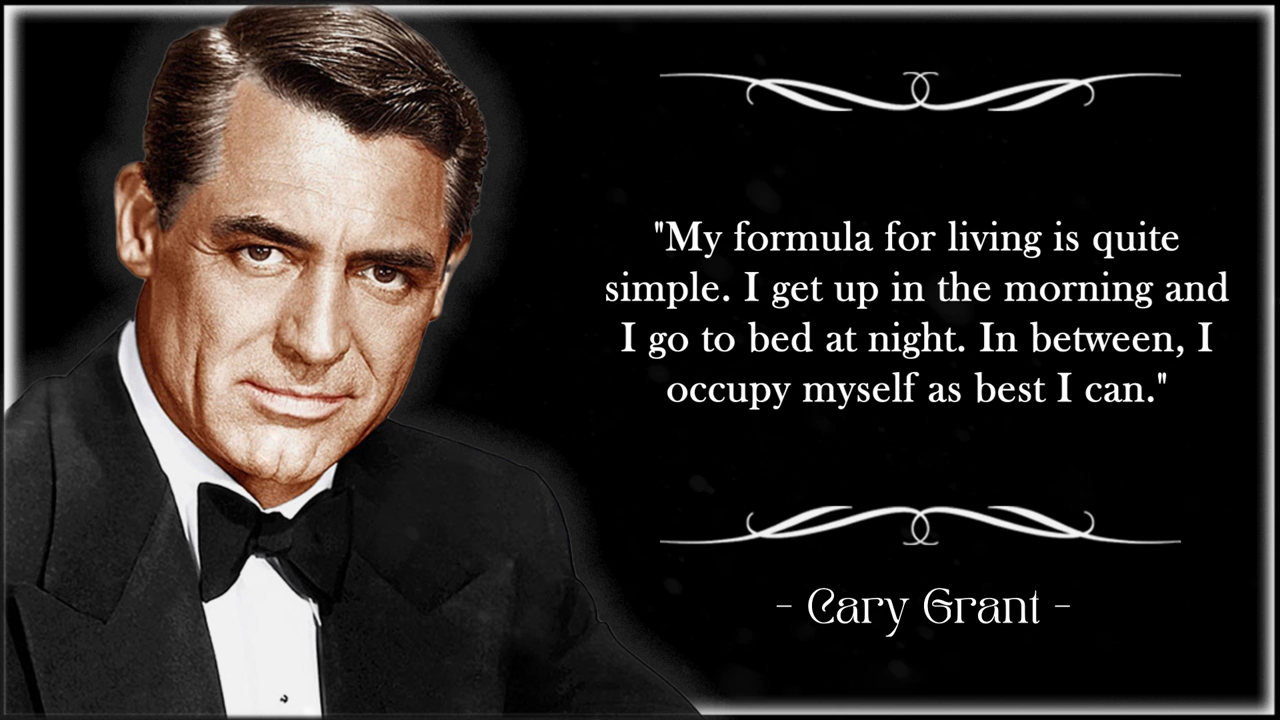 "My formula for living is quite
simple. I get up in the morning and
I go to bed at night. In between, I
occupy myself as best I can."
- Cary Grant -